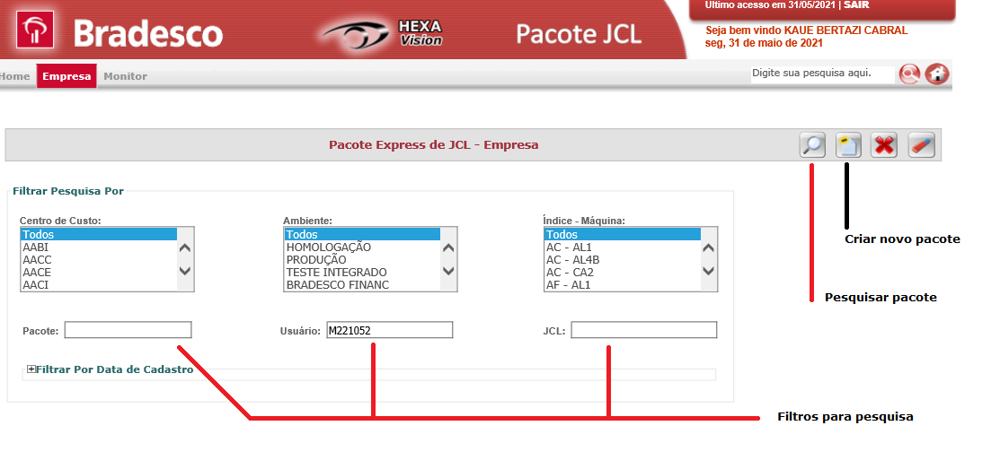 Último acesso em 31/05/2021 | SAIR
Bradesco
HEXA
Vision
Pacote JCL
Seja bem vindo KAUE BERTAZI CABRAL
seg, 31 de maio de 2021
Home Empresa Monitor
Digite sua pesquisa aqui.
Pacote Express de JCL - Empresa
Filtrar Pesquisa Por
Centro de Custo: Ambiente: Índice - Máquina:
Todos Todos Todos
AABI HOMOLOGAÇÃO AC - AL1
AACC PRODUÇÃO AC - AL4B
AACE TESTE INTEGRADO AC - CA2
AACI BRADESCO FINANC AF - AL1
Criar novo pacote
Pesquisar pacote
Pacote: Usuário: M221052 JCL:
Filtrar Por Data de Cadastro
Filtros para pesquisa